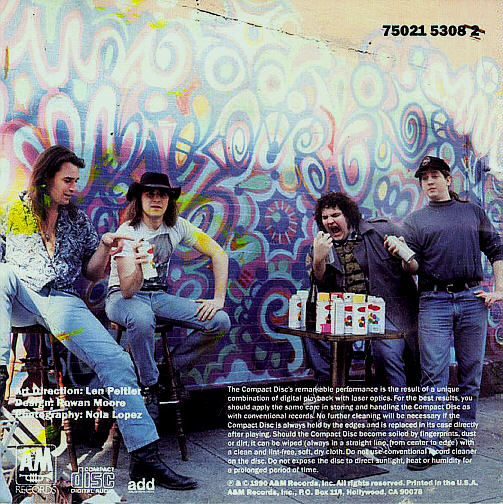 75021 5308 2
Art Direction: Len Peltier
Design: Rowan Moore
Photography: Nola Lopez
The Compact Disc's remarkable performance is the result of a unique
combination of digital playback with laser optics. For the best results, you
should apply the same care in storing and handling the Compact Disc as
with conventional records. No further cleaning will be necessary if the
Compact Disc is always held by the edges and is replaced in its case directly
after playing. Should the Compact Disc become soiled by fingerprints, dust
or dirt, it can be wiped (always in a straight line, from center to edge) with
a clean and lint-free, soft, dry cloth. Do not use conventional record cleaner
on the disc. Do not expose the disc to direct sunlight, heat or humidity for
a prolonged period of time.
A&M
RECORDS
COMPACT
disc
DIGITAL AUDIO
add
℗ & © 1990 A&M Records, Inc. All rights reserved. Printed in the U.S.A.
A&M Records, Inc., P.O. Box 118, Hollywood, CA 90078